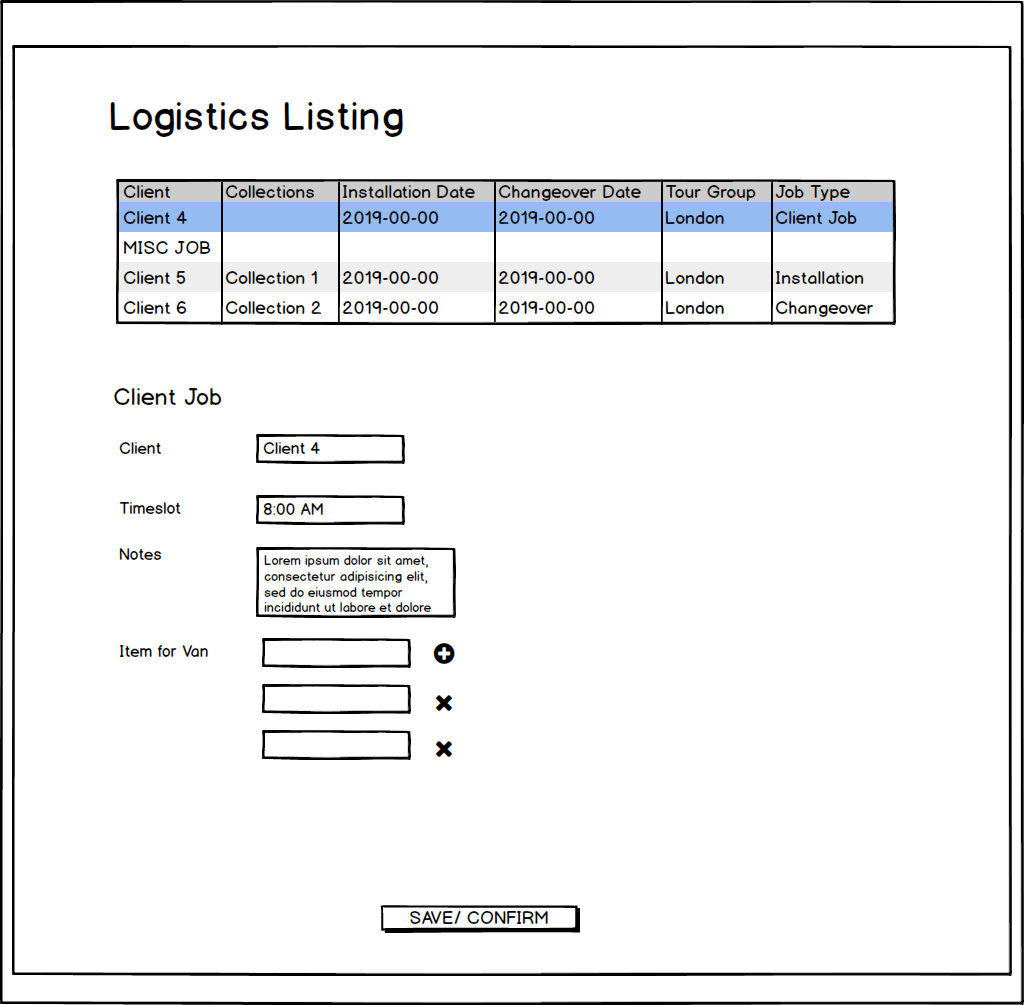 Logistics Listing
Client Collections Installation Date Changeover Date Tour Group Job Type
Client 4 2019-00-00 2019-00-00 London Client Job
MISC JOB
Client 5 Collection 1 2019-00-00 2019-00-00 London Installation
Client 6 Collection 2 2019-00-00 2019-00-00 London Changeover
Client Job
Client Client 4
Timeslot 8:00 AM
Notes Lorem ipsum dolor sit amet,
consectetur adipisicing elit,
sed do eiusmod tempor
incididunt ut labore et dolore
Item for Van
SAVE/ CONFIRM